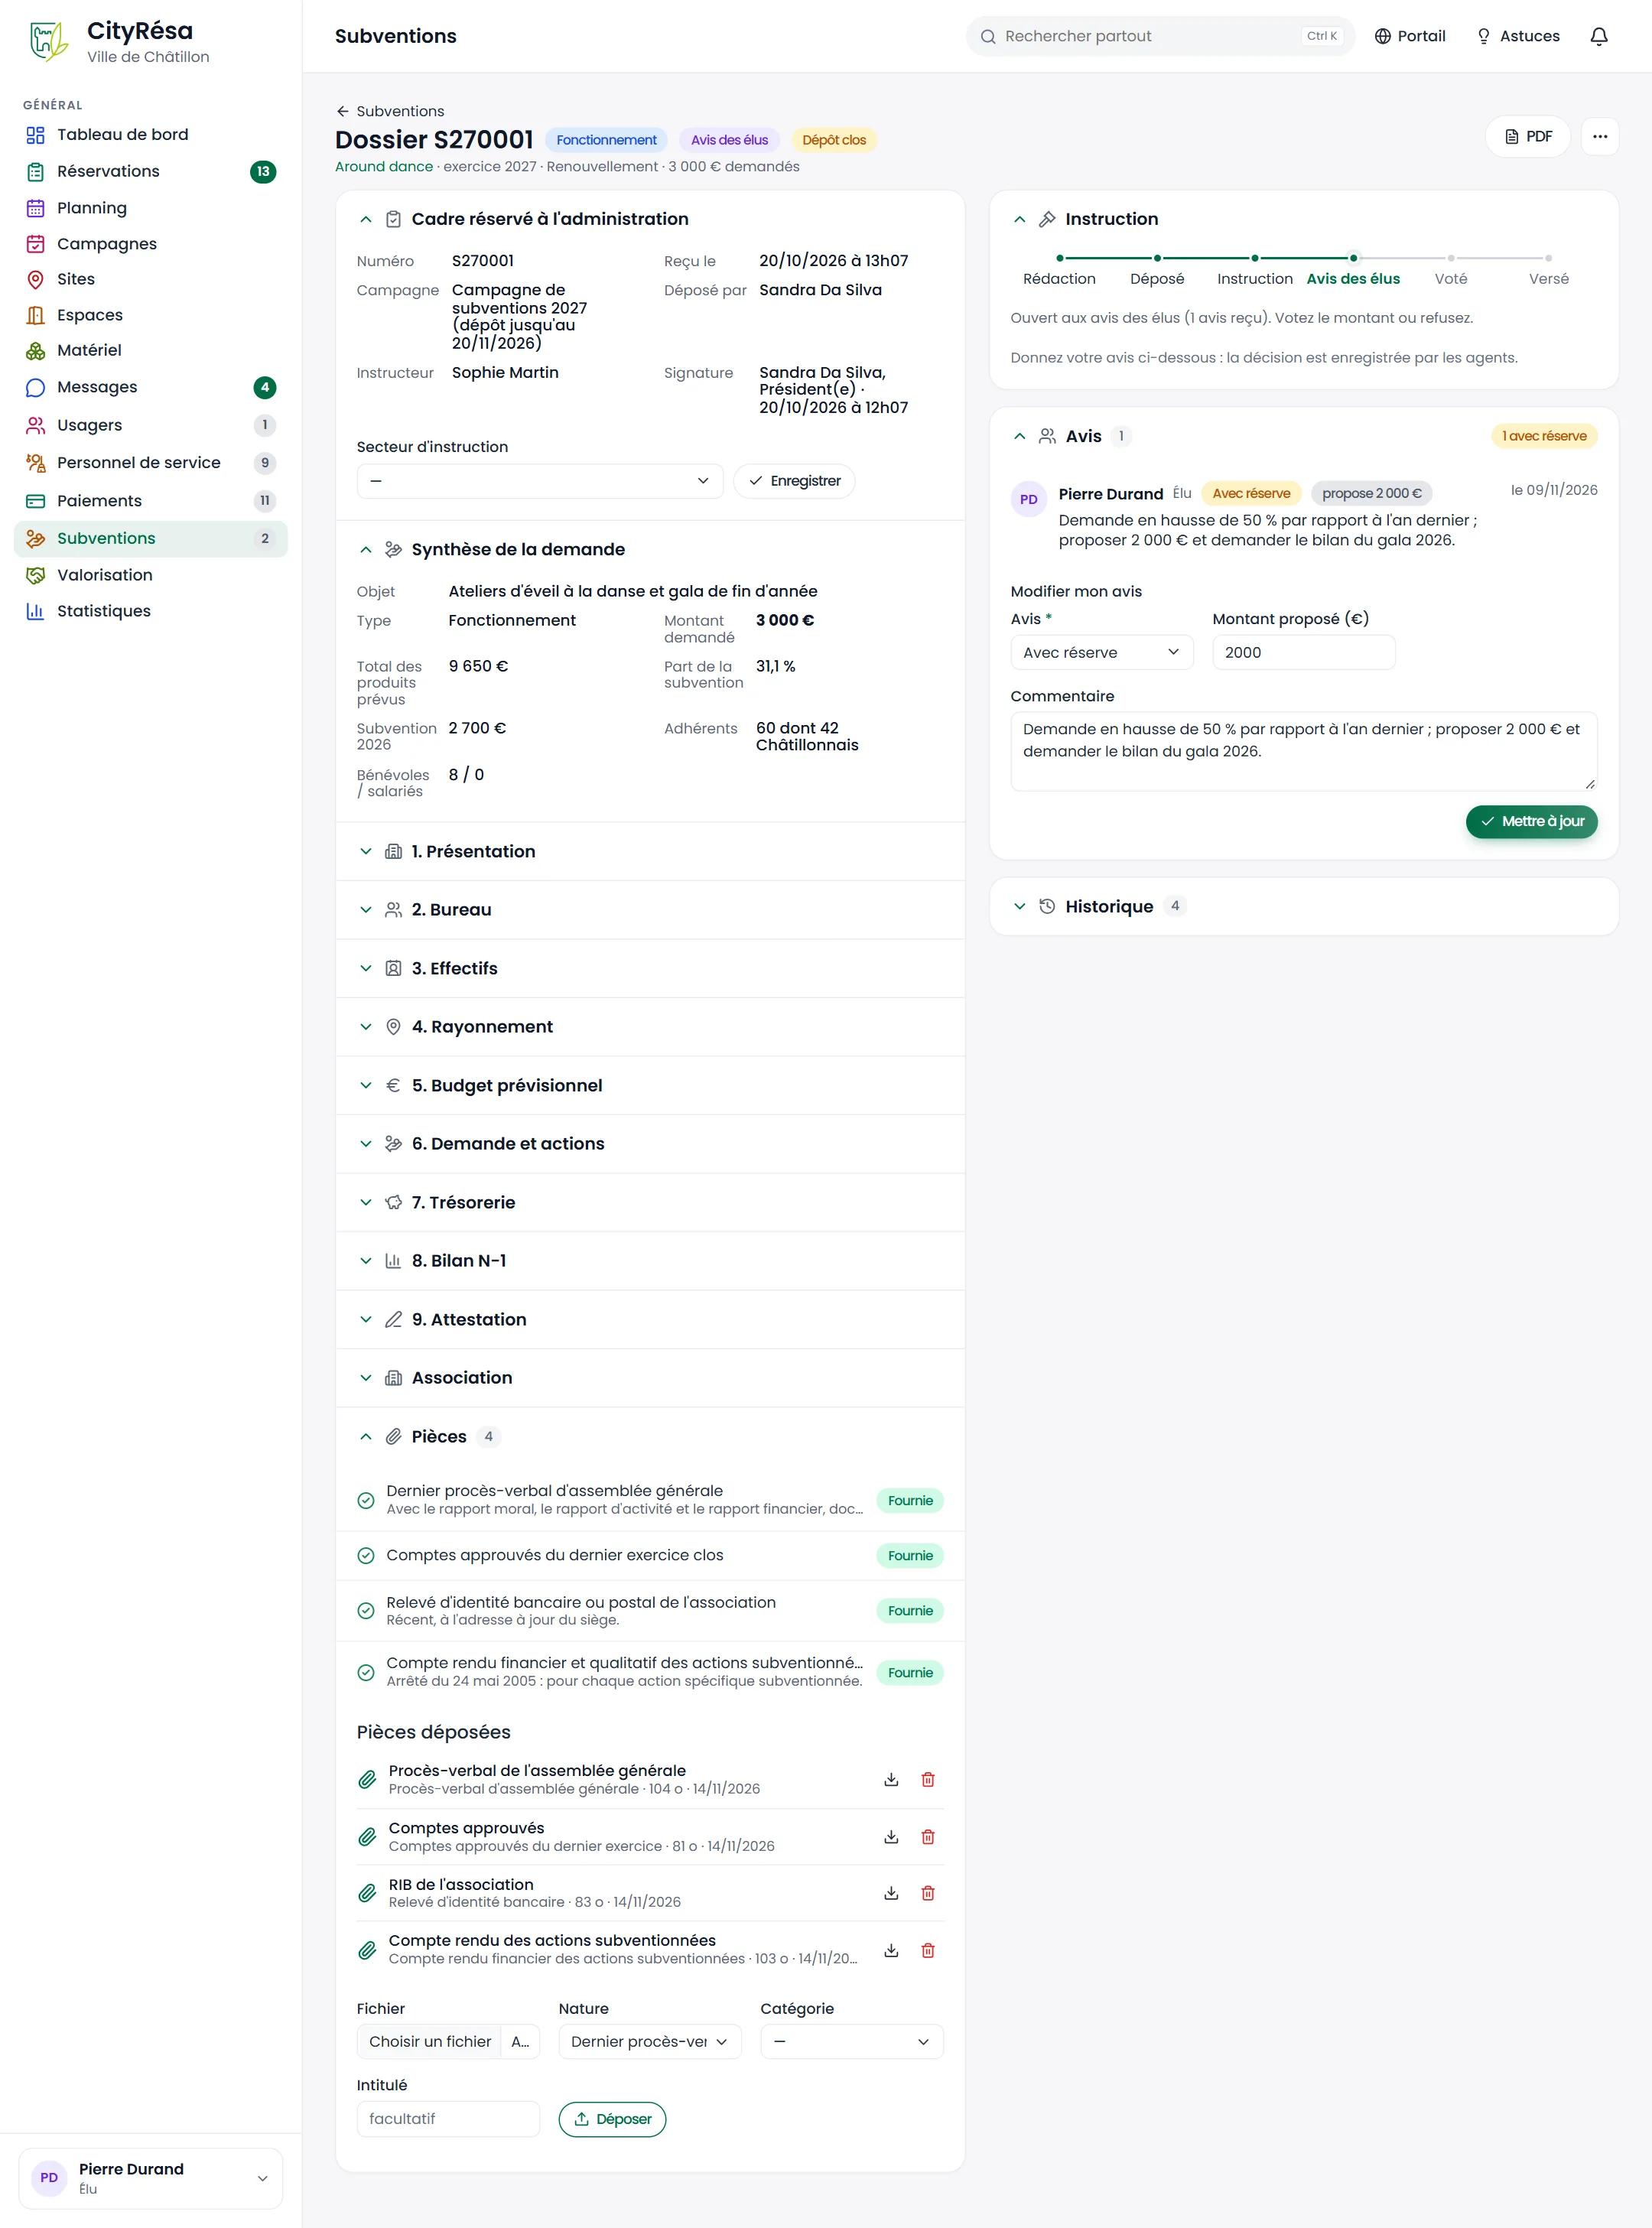 CityRésa
Ville de Châtillon
GÉNÉRAL
Tableau de bord
Réservations 13
Planning
Campagnes
Sites
Espaces
Matériel
Messages 4
Usagers 1
Personnel de service 9
Paiements 11
Subventions 2
Valorisation
Statistiques
Pierre Durand
PD
Élu
Subventions
Rechercher partout
Ctrl K
Portail
Astuces
Subventions
Dossier S270001 Fonctionnement Avis des élus Dépôt clos
Around dance · exercice 2027 · Renouvellement · 3 000 € demandés
PDF
Cadre réservé à l'administration
Numéro S270001 Reçu le 20/10/2026 à 13h07
Campagne Campagne de Déposé par Sandra Da Silva
subventions 2027
(dépôt jusqu'au
20/11/2026)
Instructeur Sophie Martin Signature Sandra Da Silva,
Président(e) ·
20/10/2026 à 12h07
Secteur d'instruction
— Enregistrer
Synthèse de la demande
Objet Ateliers d'éveil à la danse et gala de fin d'année
Type Fonctionnement Montant 3 000 €
demandé
Total des 9 650 € Part de la 31,1 %
produits subvention
prévus
Subvention 2 700 € Adhérents 60 dont 42
2026 Châtillonnais
Bénévoles 8 / 0
/ salariés
1. Présentation
2. Bureau
3. Effectifs
4. Rayonnement
5. Budget prévisionnel
6. Demande et actions
7. Trésorerie
8. Bilan N-1
9. Attestation
Association
Pièces 4
Dernier procès-verbal d'assemblée générale
Avec le rapport moral, le rapport d'activité et le rapport financier, doc...
Fournie
Comptes approuvés du dernier exercice clos
Fournie
Relevé d'identité bancaire ou postal de l'association
Récent, à l'adresse à jour du siège.
Fournie
Compte rendu financier et qualitatif des actions subventionné...
Arrêté du 24 mai 2005 : pour chaque action spécifique subventionnée.
Fournie
Pièces déposées
Procès-verbal de l'assemblée générale
Procès-verbal d'assemblée générale · 104 o · 14/11/2026
Comptes approuvés
Comptes approuvés du dernier exercice · 81 o · 14/11/2026
RIB de l'association
Relevé d'identité bancaire · 83 o · 14/11/2026
Compte rendu des actions subventionnées
Compte rendu financier des actions subventionnées · 103 o · 14/11/20...
Fichier Nature Catégorie
Choisir un fichier A... Dernier procès-ver —
Intitulé
facultatif Déposer
Instruction
Rédaction Déposé Instruction Avis des élus Voté Versé
Ouvert aux avis des élus (1 avis reçu). Votez le montant ou refusez.
Donnez votre avis ci-dessous : la décision est enregistrée par les agents.
Avis 1 1 avec réserve
PD Pierre Durand Élu Avec réserve propose 2 000 € le 09/11/2026
Demande en hausse de 50 % par rapport à l'an dernier ;
proposer 2 000 € et demander le bilan du gala 2026.
Modifier mon avis
Avis * Montant proposé (€)
Avec réserve 2000
Commentaire
Demande en hausse de 50 % par rapport à l'an dernier ; proposer 2 000 € et
demander le bilan du gala 2026.
Mettre à jour
Historique 4